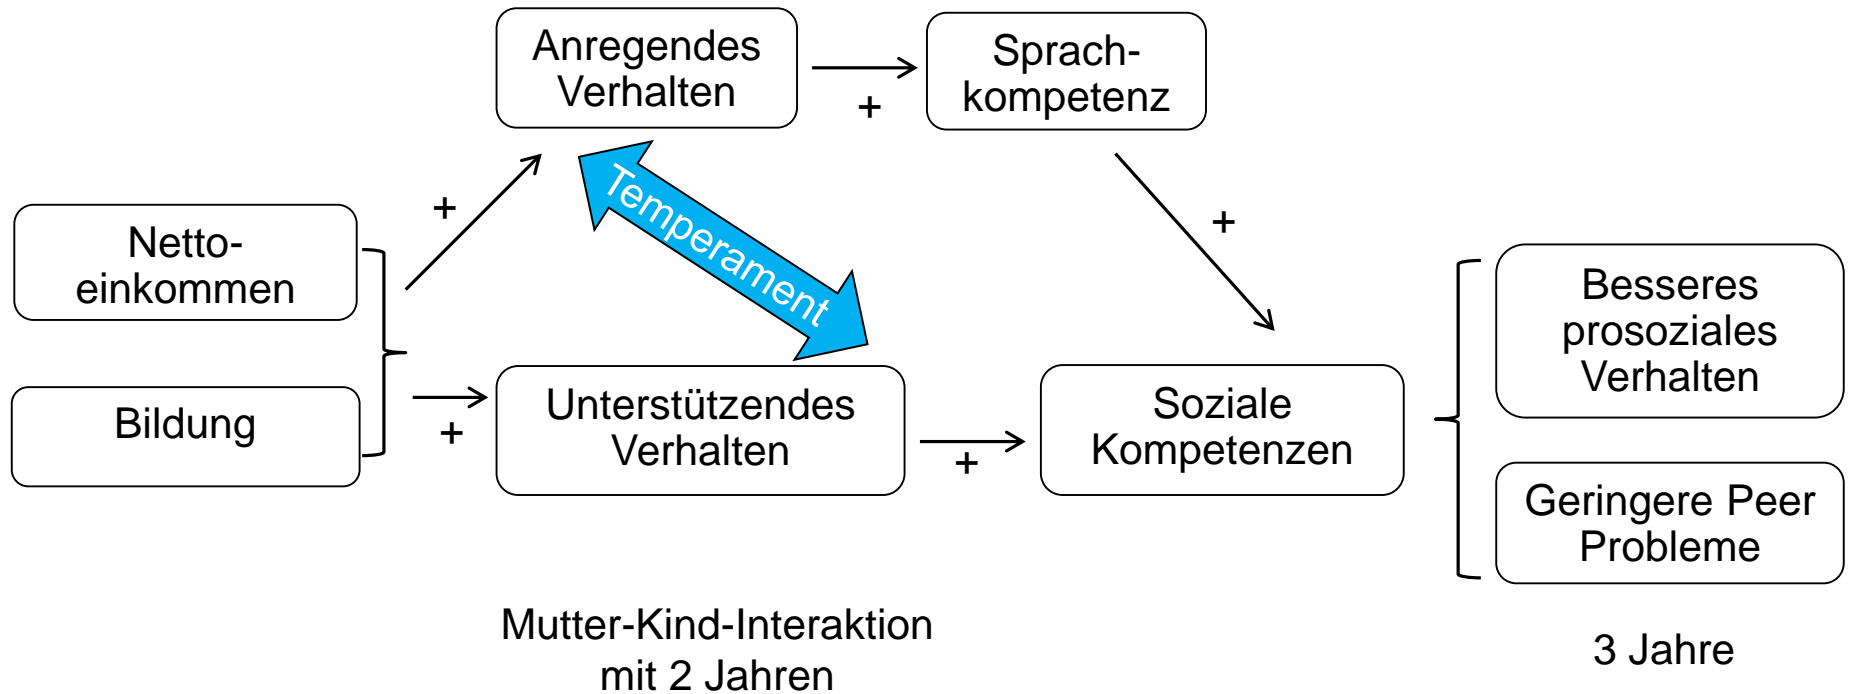 Anregendes
Verhalten
+
Sprach-
kompetenz
+
Temperament
+
Netto-
einkommen
Bildung
+
Unterstützendes
Verhalten
+
Soziale
Kompetenzen
Besseres
prosoziales
Verhalten
Geringere Peer
Probleme
Mutter-Kind-Interaktion
mit 2 Jahren
3 Jahre